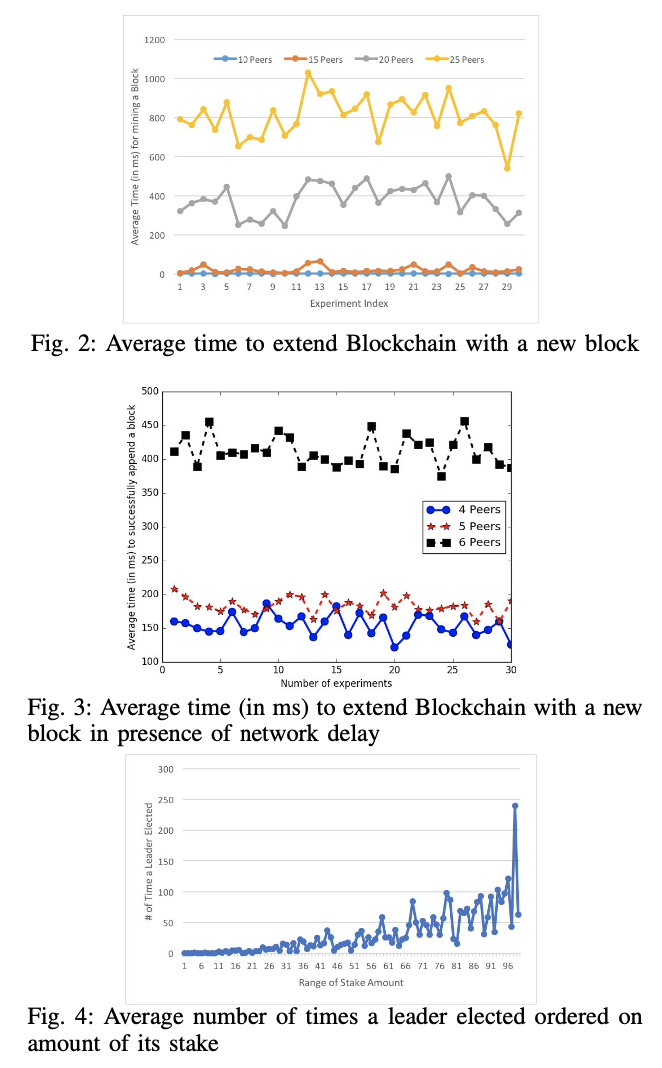 1200
1000
800
600
400
200
0
Average Time (in ms) for mining a Block
10 Peers 15 Peers 20 Peers 25 Peers
1 3 5 7 9 11 13 15 17 19 21 23 25 27 29
Experiment Index
Fig. 2: Average time to extend Blockchain with a new block
500
450
400
350
300
250
200
150
100
Average time (in ms) to successfully append a block
4 Peers
5 Peers
6 Peers
0 5 10 15 20 25 30
Number of experiments
Fig. 3: Average time (in ms) to extend Blockchain with a new
block in presence of network delay
300
250
200
150
100
50
0
# of Time a Leader Elected
1 6 11 16 21 26 31 36 41 46 51 56 61 66 71 76 81 86 91 96
Range of Stake Amount
Fig. 4: Average number of times a leader elected ordered on
amount of its stake